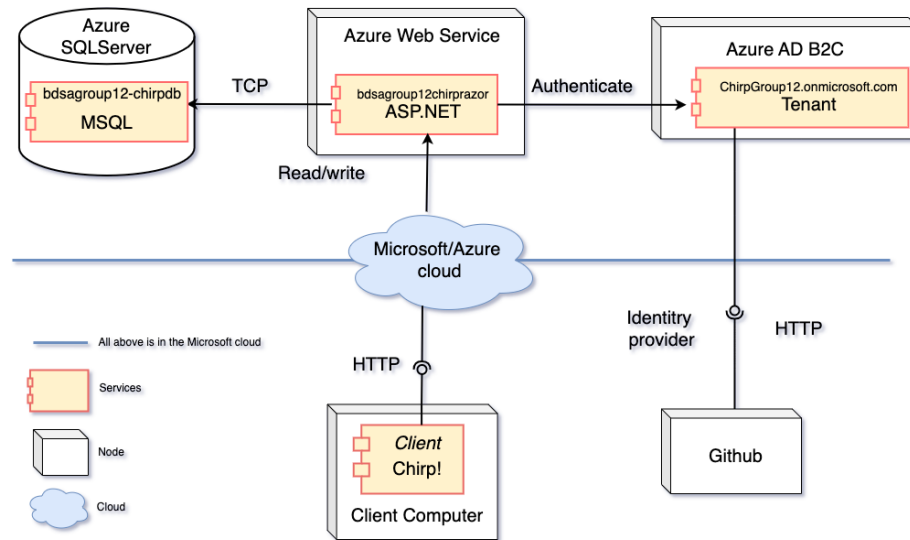 Azure
SQLServer
bdsagroup12-chirpdb
MSQL
TCP
Azure Web Service
bdsagroup12chirprazor
ASP.NET
Authenticate
Azure AD B2C
ChirpGroup12.onmicrosoft.com
Tenant
Read/write
Microsoft/Azure
cloud
Identitry
provider
HTTP
HTTP
All above is in the Microsoft cloud
Services
Node
Cloud
Client
Chirp!
Client Computer
Github